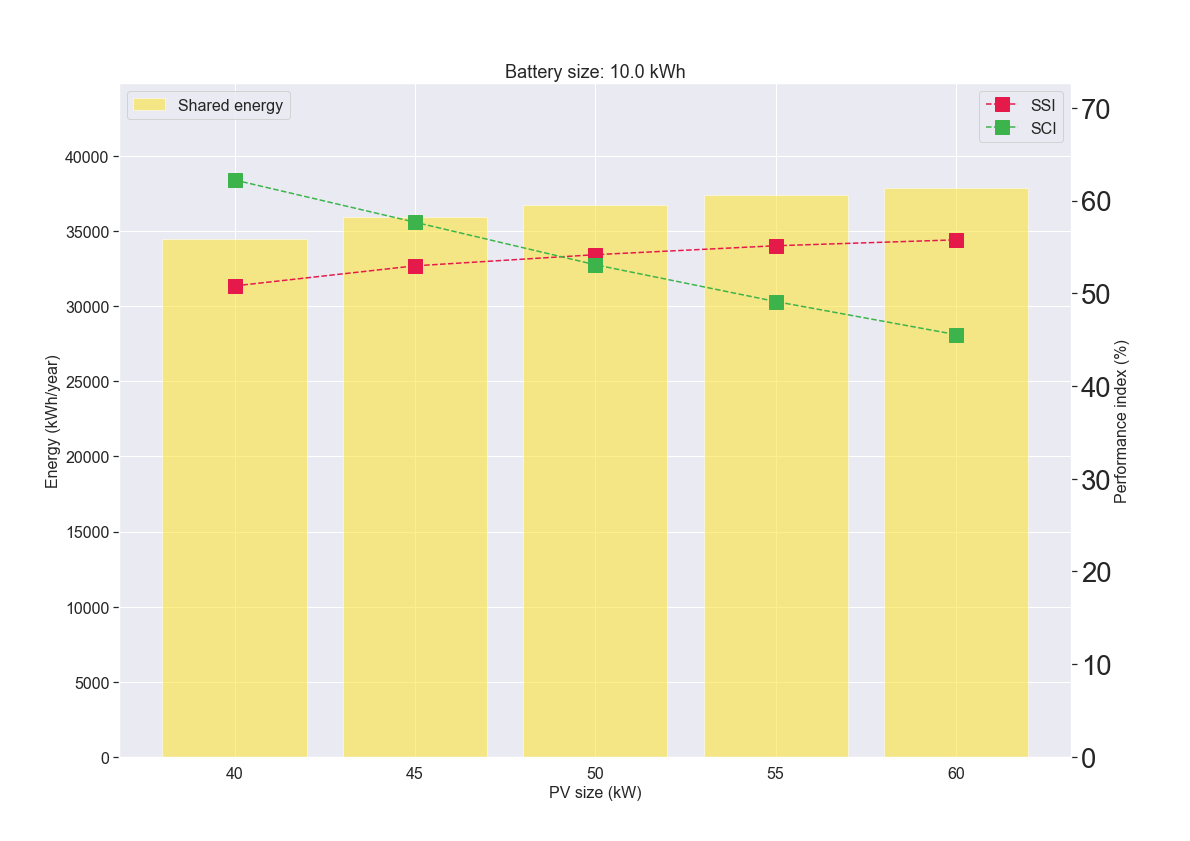 Battery size: 10.0 kWh
Shared energy
SSI
SCI
40000
35000
30000
25000
20000
15000
10000
5000
0
Energy (kWh/year)
70
60
50
40
30
20
10
0
Performance index (%)
40 45 50 55 60
PV size (kW)